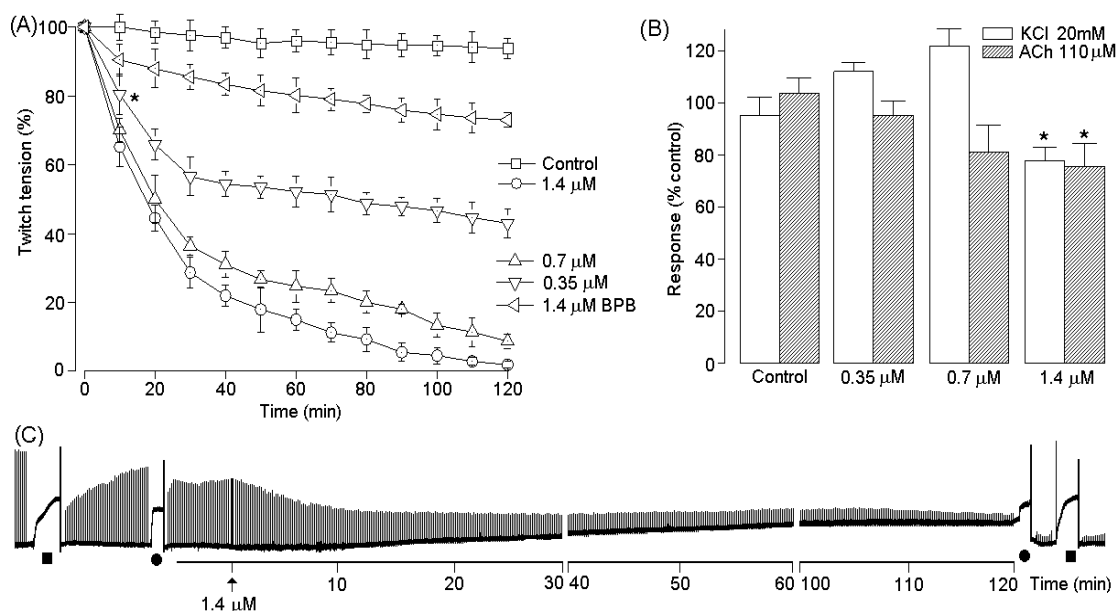 (A)
Twitch tension (%)
100
80
60
40
20
0
0 20 40 60 80 100 120
Time (min)
*
Control
1.4 μM
0.7 μM
0.35 μM
1.4 μM BPB
(B)
Response (% control)
120
100
80
60
40
20
0
KCl 20mM
ACh 110 μM
* *
Control 0.35 μM 0.7 μM 1.4 μM
(C)
10 20 30 40 50 60 100 110 120 Time (min)
1.4 μM